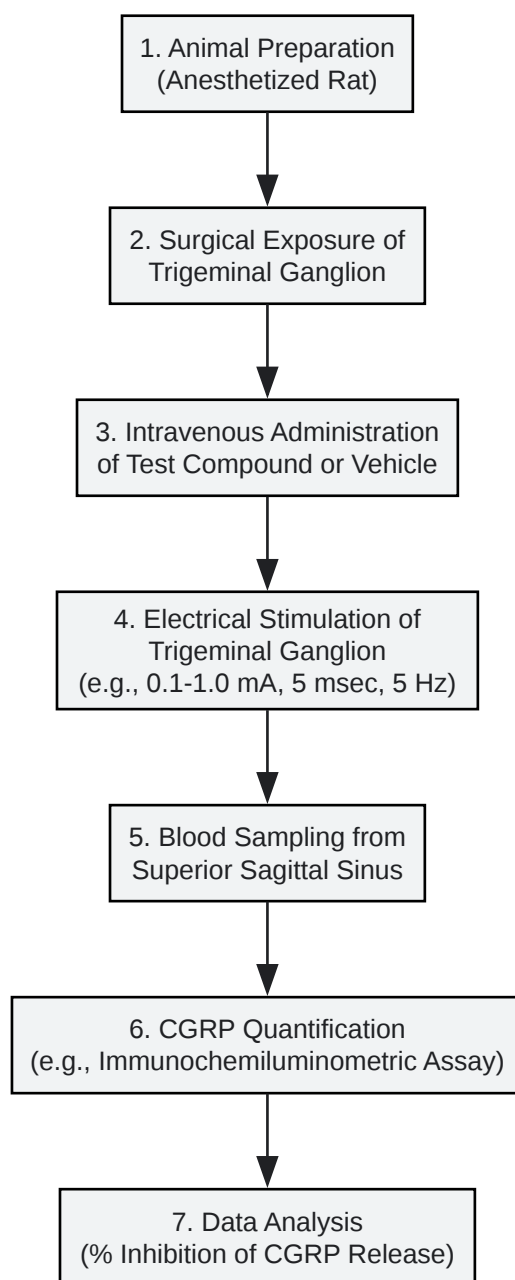 1. Animal Preparation
(Anesthetized Rat)
2. Surgical Exposure of
Trigeminal Ganglion
3. Intravenous Administration
of Test Compound or Vehicle
4. Electrical Stimulation of
Trigeminal Ganglion
(e.g., 0.1-1.0 mA, 5 msec, 5 Hz)
5. Blood Sampling from
Superior Sagittal Sinus
6. CGRP Quantification
(e.g., Immunochemiluminometric Assay)
7. Data Analysis
(% Inhibition of CGRP Release)